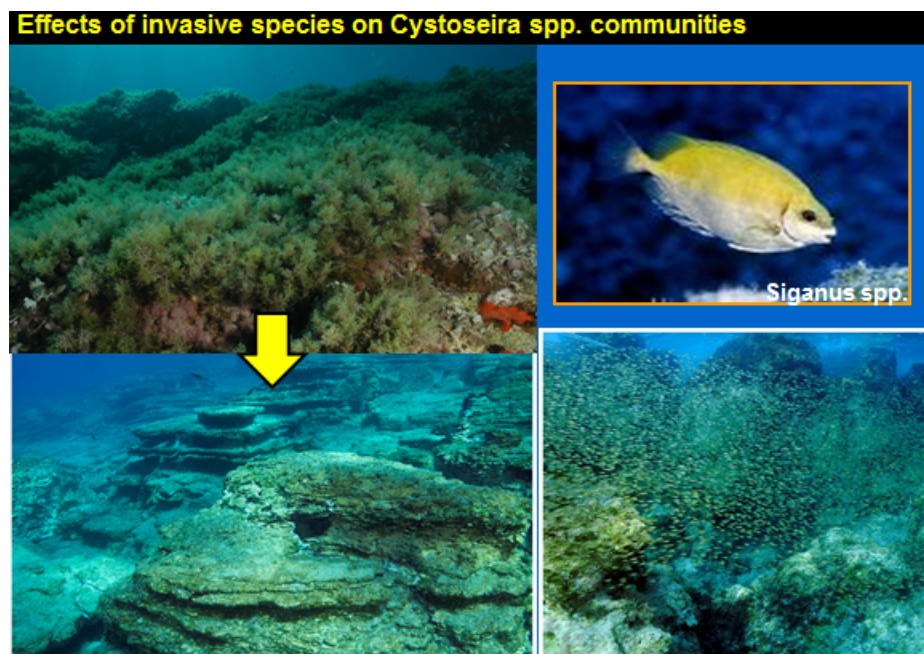 Effects of invasive species on Cystoseira spp. communities
Siganus spp.